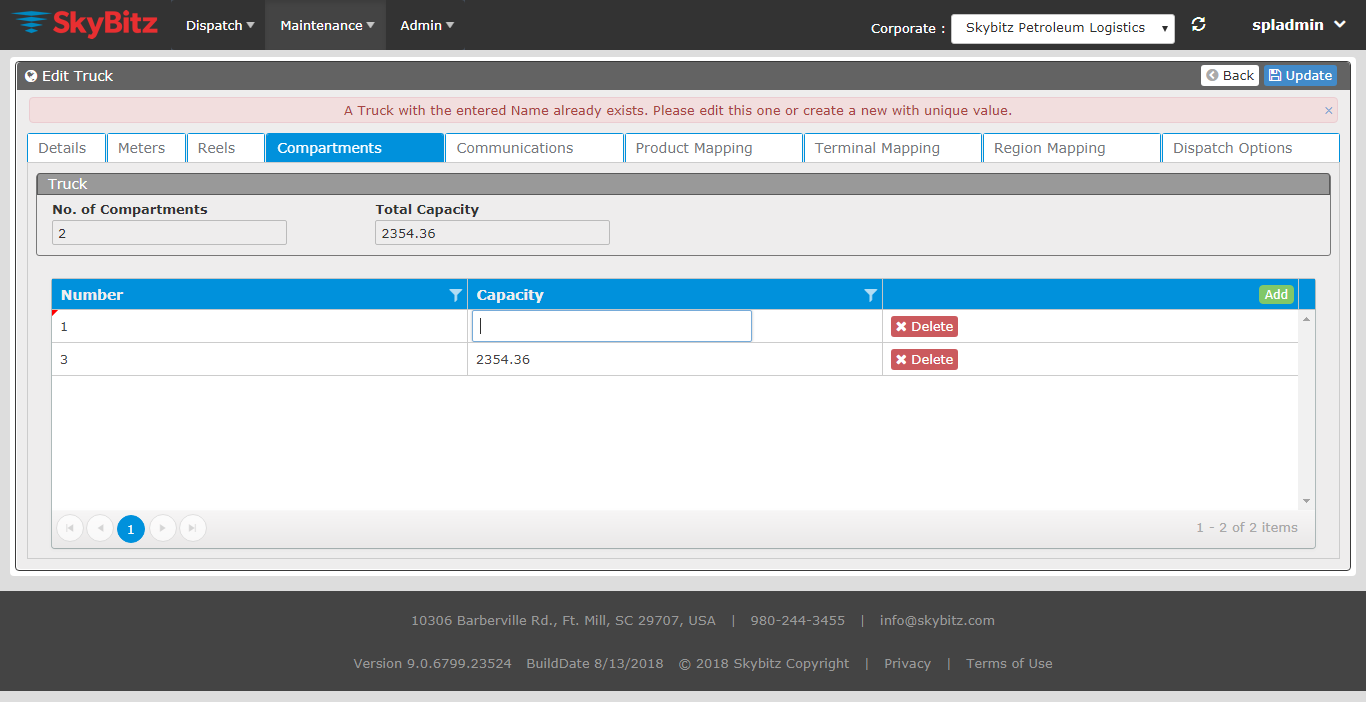 SkyBitz Dispatch Maintenance Admin Corporate : Skybitz Petroleum Logistics spladmin
Edit Truck Back Update
A Truck with the entered Name already exists. Please edit this one or create a new with unique value. ×
Details Meters Reels Compartments Communications Product Mapping Terminal Mapping Region Mapping Dispatch Options
Truck
No. of Compartments Total Capacity
2 2354.36
Number Capacity Add
1 Delete
3 2354.36 Delete
1 1 - 2 of 2 items
10306 Barberville Rd., Ft. Mill, SC 29707, USA | 980-244-3455 | info@skybitz.com
Version 9.0.6799.23524 BuildDate 8/13/2018 © 2018 Skybitz Copyright | Privacy | Terms of Use